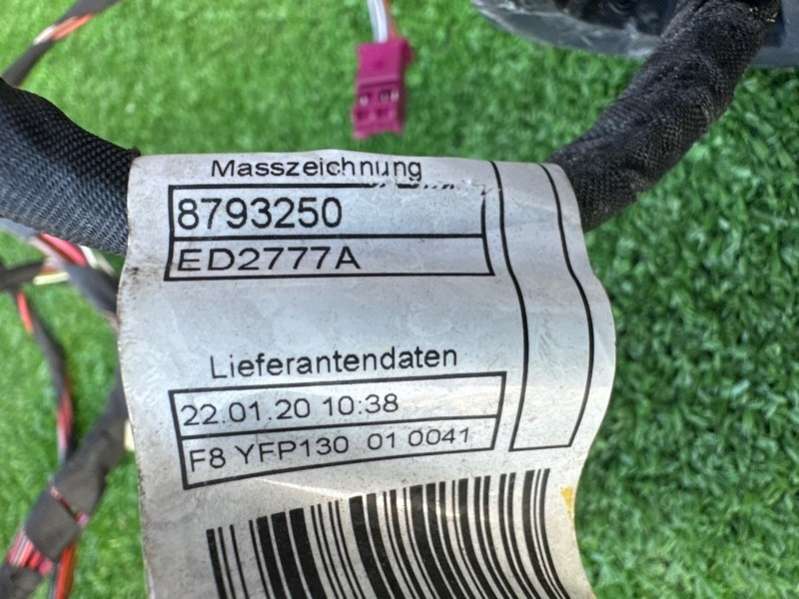 Masszeichnung
8793250
ED2777A
Lieferantendaten
22.01.20 10:38
F8 YFP130 01 0041